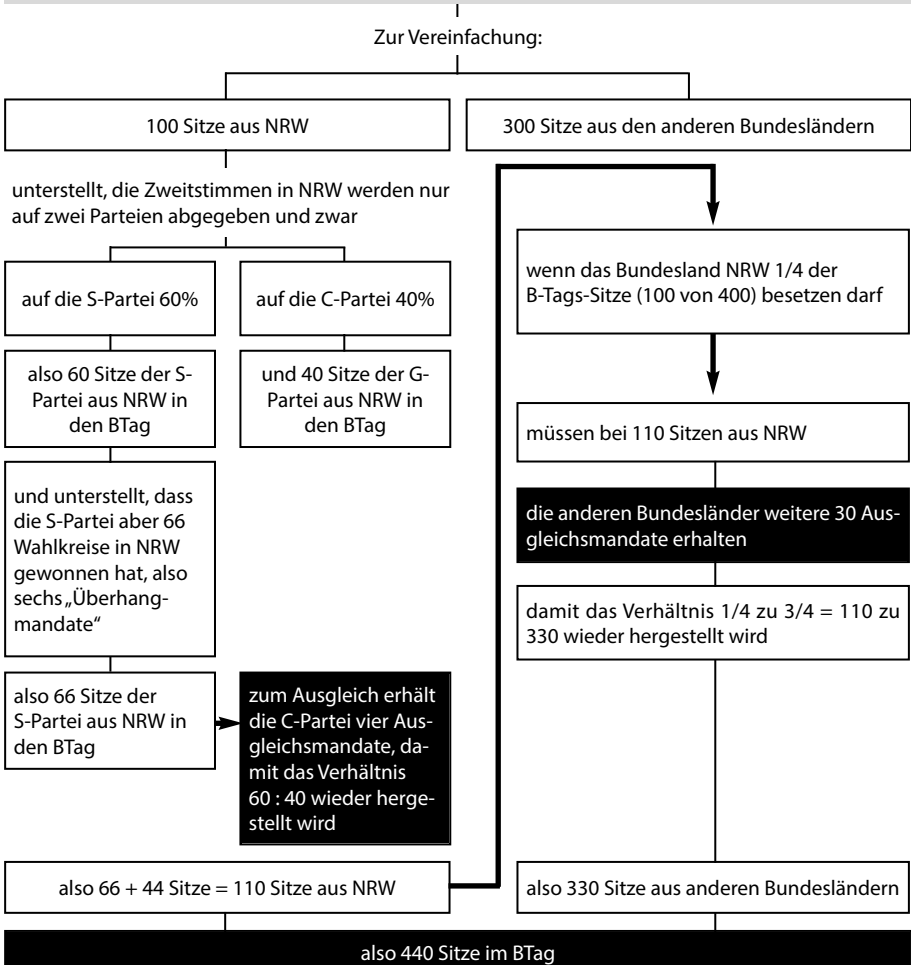 Zur Vereinfachung:
100 Sitze aus NRW
300 Sitze aus den anderen Bundesländern
unterstellt, die Zweitstimmen in NRW werden nur
auf zwei Parteien abgegeben und zwar
auf die S-Partei 60%
auf die C-Partei 40%
also 60 Sitze der S-
Partei aus NRW in
den BTag
und 40 Sitze der G-
Partei aus NRW in
den BTag
und unterstellt, dass
die S-Partei aber 66
Wahlkreise in NRW
gewonnen hat, also
sechs „Überhang-
mandate“
also 66 Sitze der
S-Partei aus NRW in
den BTag
zum Ausgleich erhält
die C-Partei vier Aus-
gleichsmandate, da-
mit das Verhältnis
60 : 40 wieder herge-
stellt wird
also 66 + 44 Sitze = 110 Sitze aus NRW
wenn das Bundesland NRW 1/4 der
B-Tags-Sitze (100 von 400) besetzen darf
müssen bei 110 Sitzen aus NRW
die anderen Bundesländer weitere 30 Aus-
gleichsmandate erhalten
damit das Verhältnis 1/4 zu 3/4 = 110 zu
330 wieder hergestellt wird
also 330 Sitze aus anderen Bundesländern
also 440 Sitze im BTag